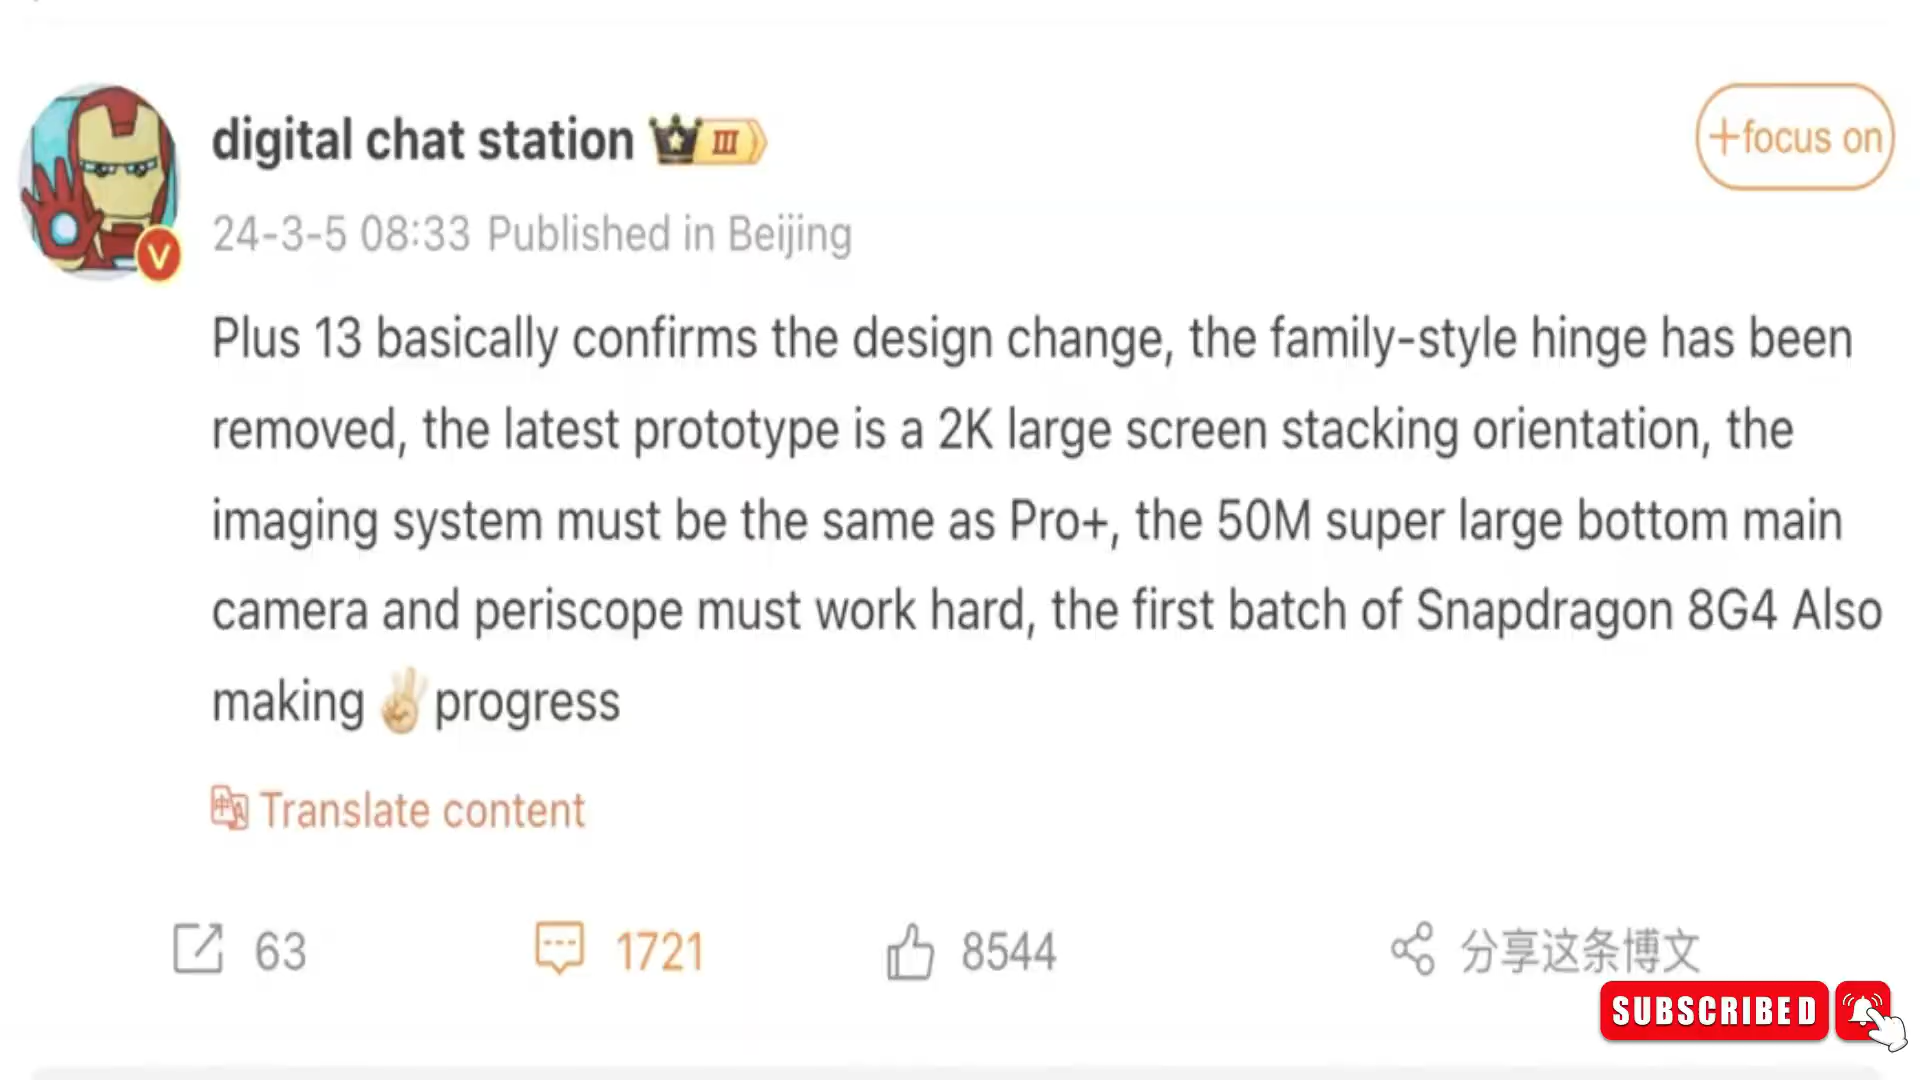 digital chat station III
+focus on
24-3-5 08:33 Published in Beijing
Plus 13 basically confirms the design change, the family-style hinge has been
removed, the latest prototype is a 2K large screen stacking orientation, the
imaging system must be the same as Pro+, the 50M super large bottom main
camera and periscope must work hard, the first batch of Snapdragon 8G4 Also
making ✌🏼 progress
Translate content
63 1721 8544 分享这条博文
SUBSCRIBED